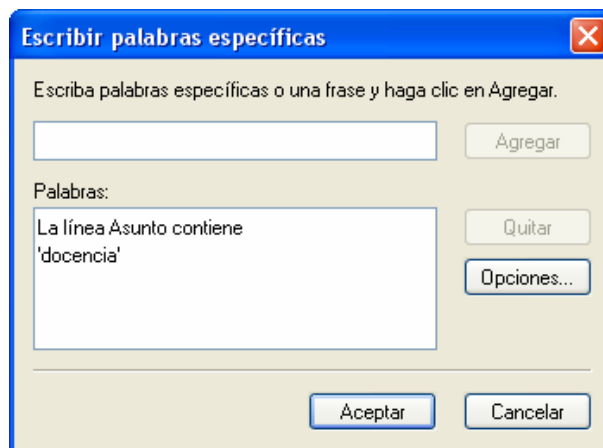 Escribir palabras específicas
Escriba palabras específicas o una frase y haga clic en Agregar.
Agregar
Palabras:
La línea Asunto contiene
'docencia'
Quitar
Opciones...
Aceptar
Cancelar